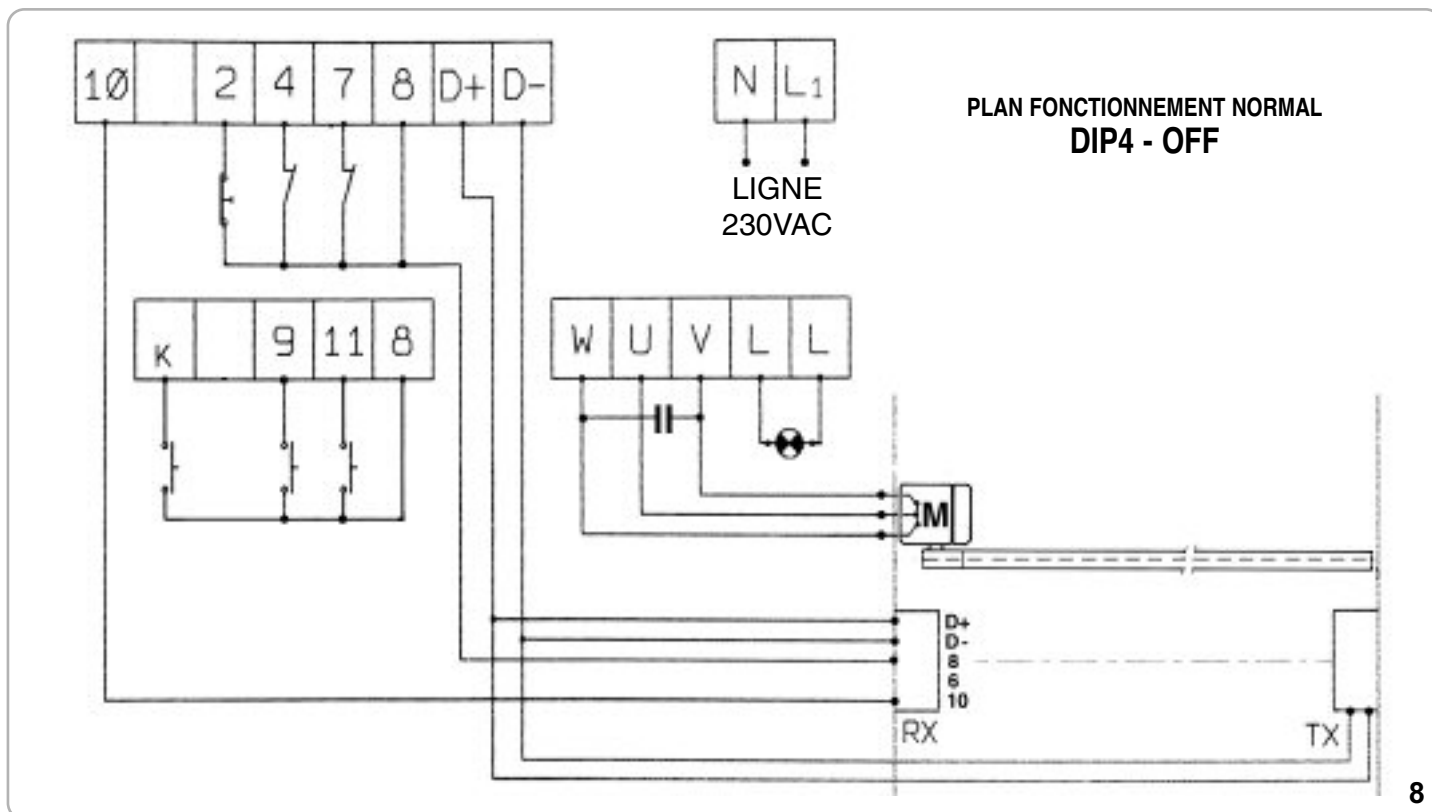 10 2 4 7 8 D+ D-
N L1
PLAN FONCTIONNEMENT NORMAL
DIP4 - OFF
LIGNE
230VAC
K 9 11 8
W U V L L
M
D+
D-
8
6
10
RX
TX
8